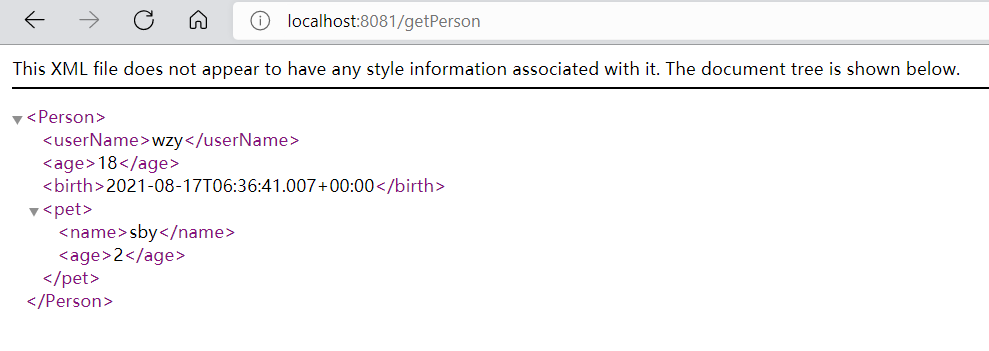 localhost:8081/getPerson
This XML file does not appear to have any style information associated with it. The document tree is shown below.
<Person>
<userName>wzy</userName>
<age>18</age>
<birth>2021-08-17T06:36:41.007+00:00</birth>
<pet>
<name>sby</name>
<age>2</age>
</pet>
</Person>